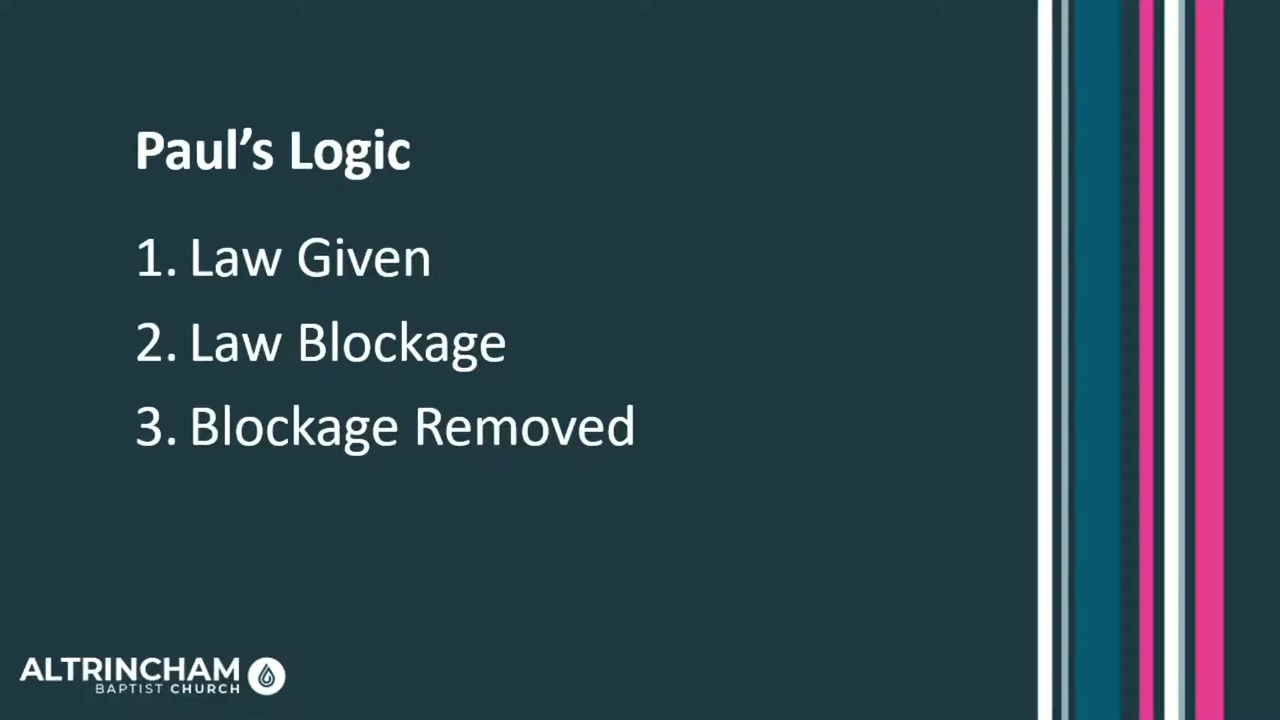 Paul’s Logic
1. Law Given
2. Law Blockage
3. Blockage Removed
ALTRINCHAM
BAPTIST CHURCH